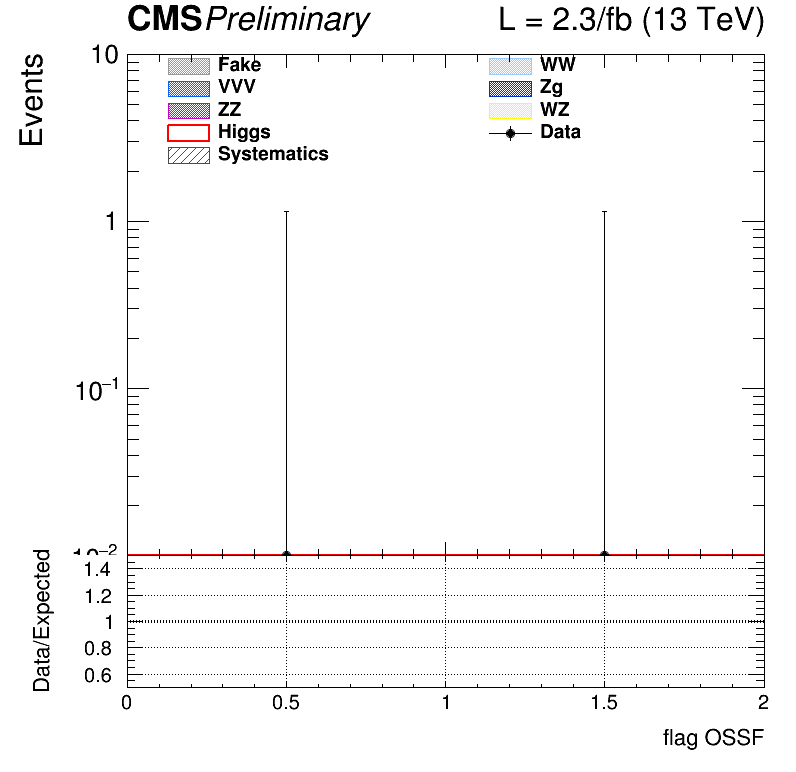 CMS Preliminary L = 2.3/fb (13 TeV)
Events
10
1
10⁻¹
Fake WW
VVV Zg
ZZ WZ
Higgs Data
Systematics
Data/Expected
1.4
1.2
1
0.8
0.6
0 0.5 1 1.5 2
flag OSSF